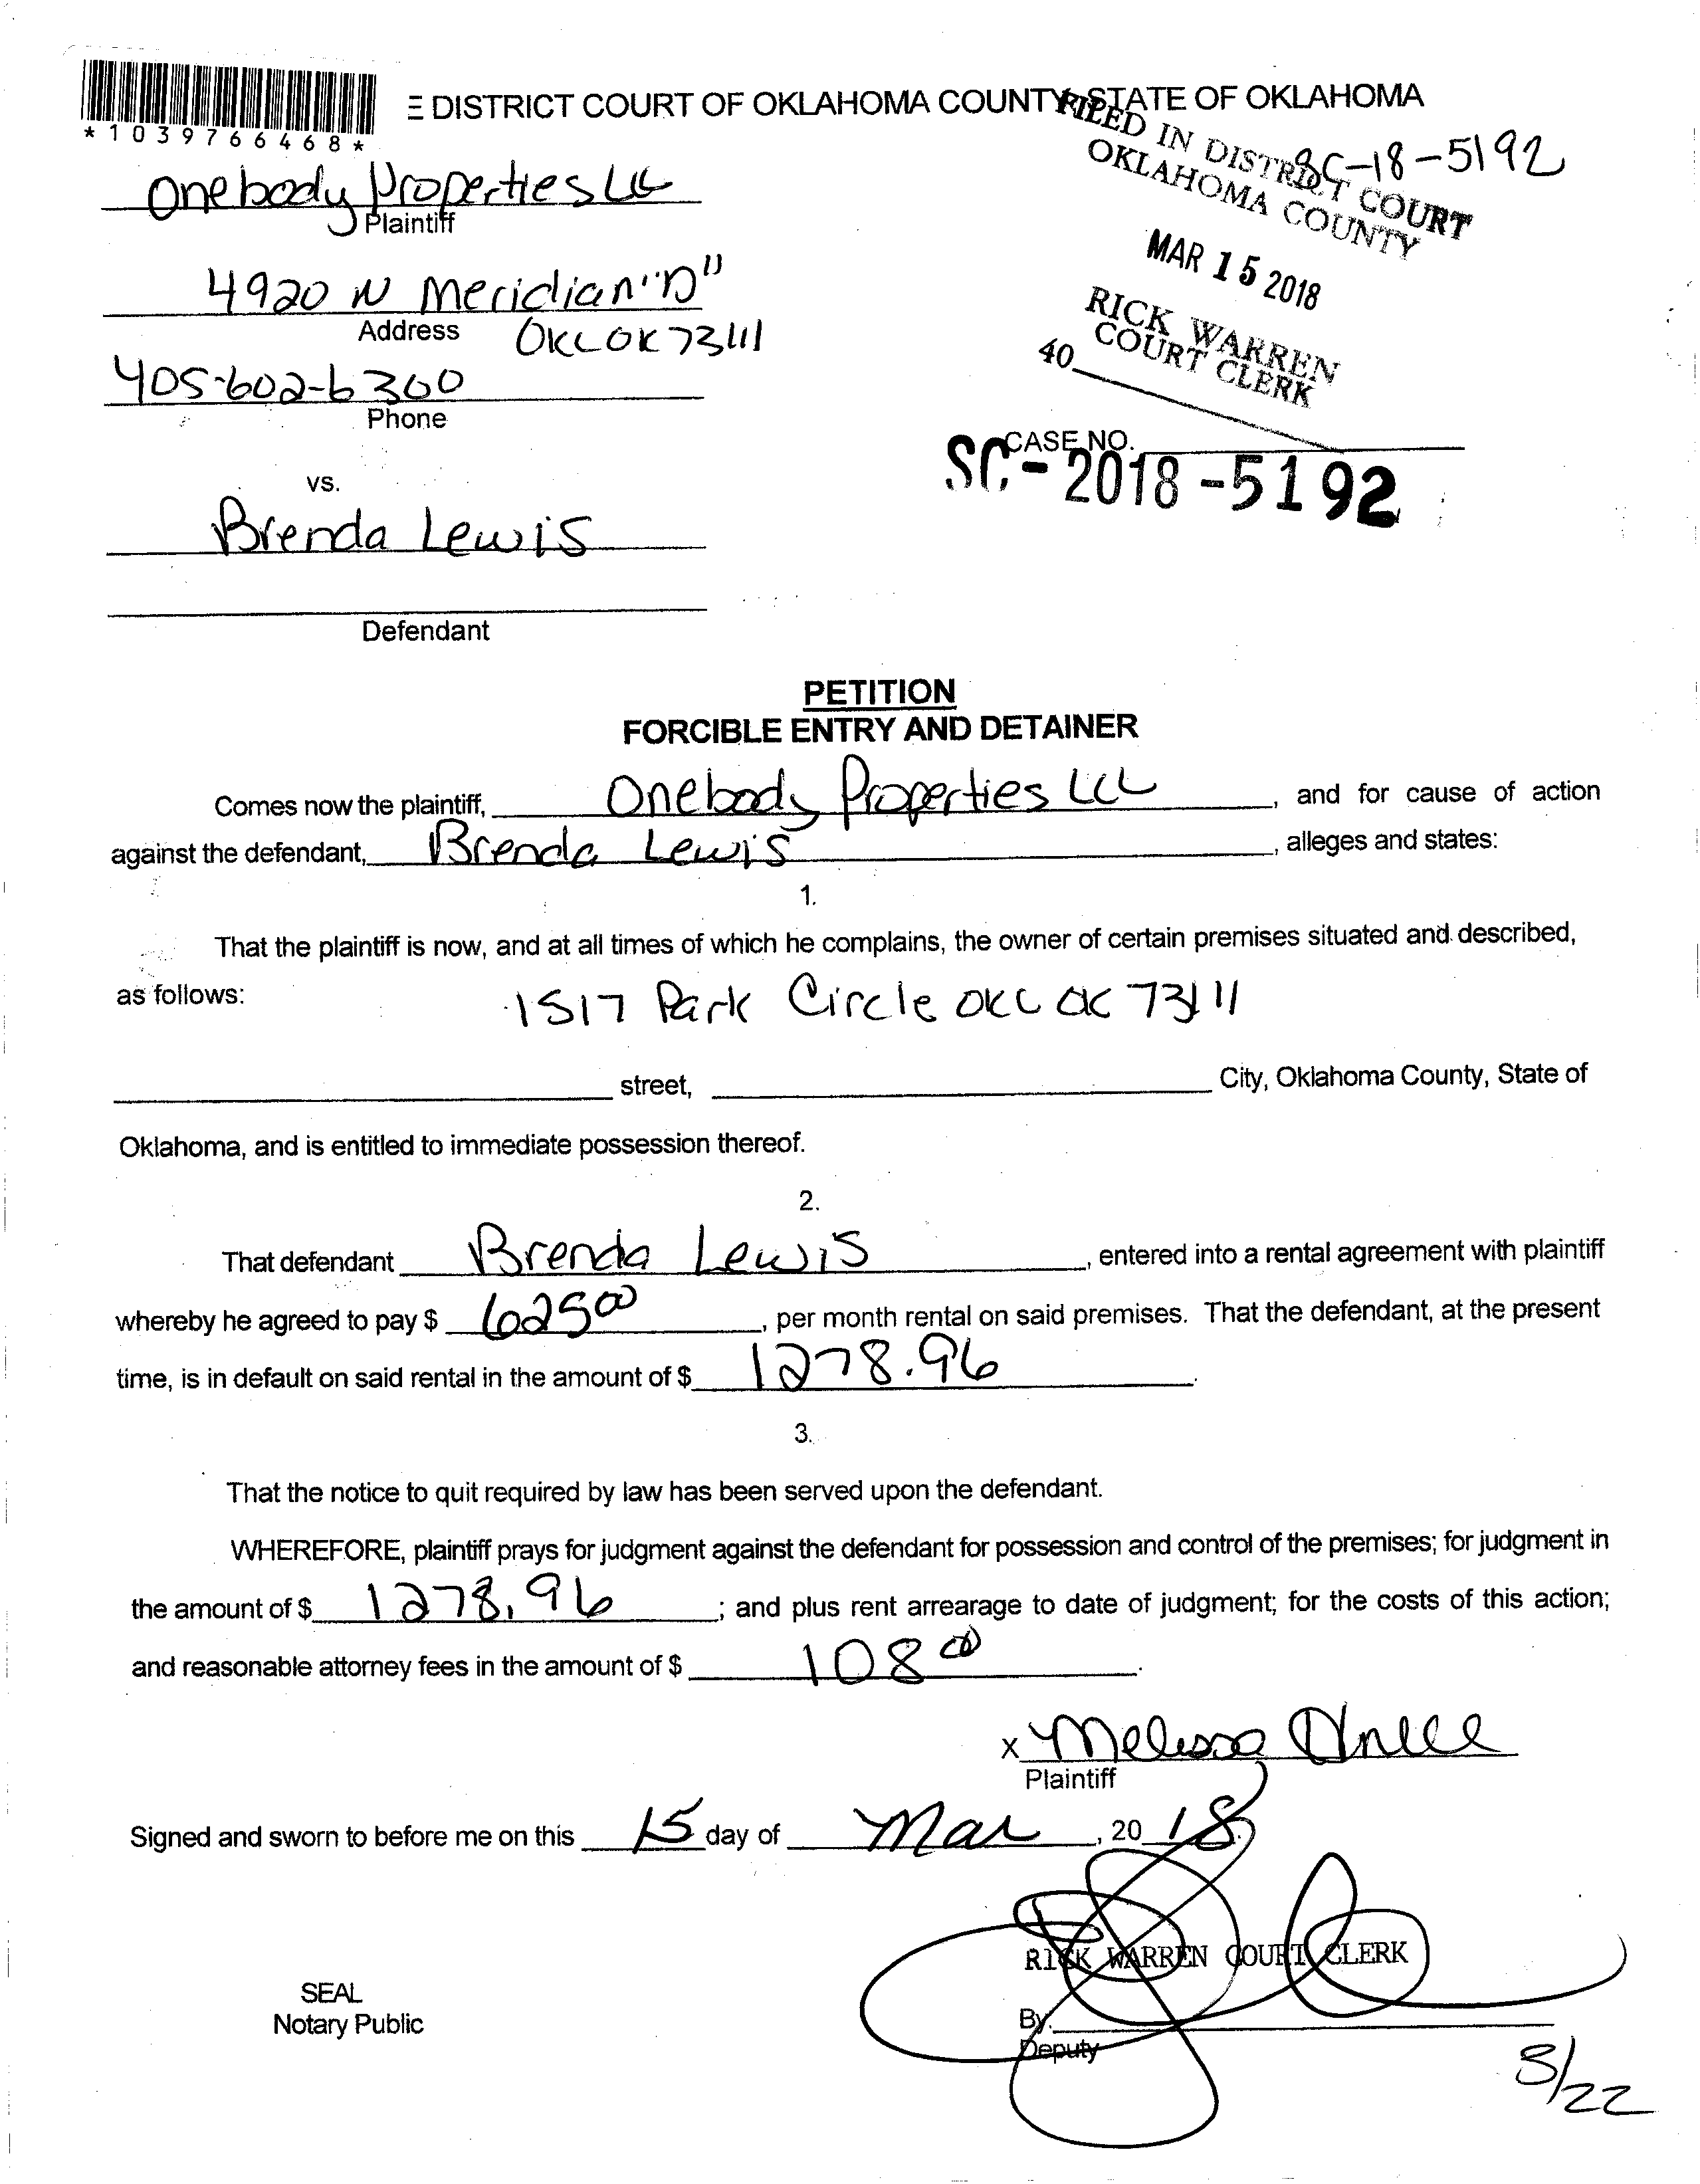 E DISTRICT COURT OF OKLAHOMA COUNTY, STATE OF OKLAHOMA
*1039766468*
FILED IN DISTRICT COURT
OKLAHOMA COUNTY
SC-18-5192
Onebody Properties LLC
Plaintiff
MAR 15 2018
4920 N Meridian "D"
Address OKC OK 73111
RICK WARREN
COURT CLERK
40
405-602-6300
Phone
CASE NO.
SC-2018-5192
vs.
Brenda Lewis
Defendant
PETITION
FORCIBLE ENTRY AND DETAINER
Comes now the plaintiff, Onebody Properties LLC, and for cause of action
against the defendant, Brenda Lewis, alleges and states:
1.
That the plaintiff is now, and at all times of which he complains, the owner of certain premises situated and described,
as follows: 1517 Park Circle OKC OK 73111
street, City, Oklahoma County, State of
Oklahoma, and is entitled to immediate possession thereof.
2.
That defendant Brenda Lewis, entered into a rental agreement with plaintiff
whereby he agreed to pay $ 625 00, per month rental on said premises. That the defendant, at the present
time, is in default on said rental in the amount of $ 1278.96.
3.
That the notice to quit required by law has been served upon the defendant.
WHEREFORE, plaintiff prays for judgment against the defendant for possession and control of the premises; for judgment in
the amount of $ 1278.96; and plus rent arrearage to date of judgment; for the costs of this action;
and reasonable attorney fees in the amount of $ 108 00.
x Melissa
Plaintiff
Signed and sworn to before me on this 15 day of Mar, 20 18.
RICK WARREN COURT CLERK
SEAL
Notary Public
By:
Deputy
3/22